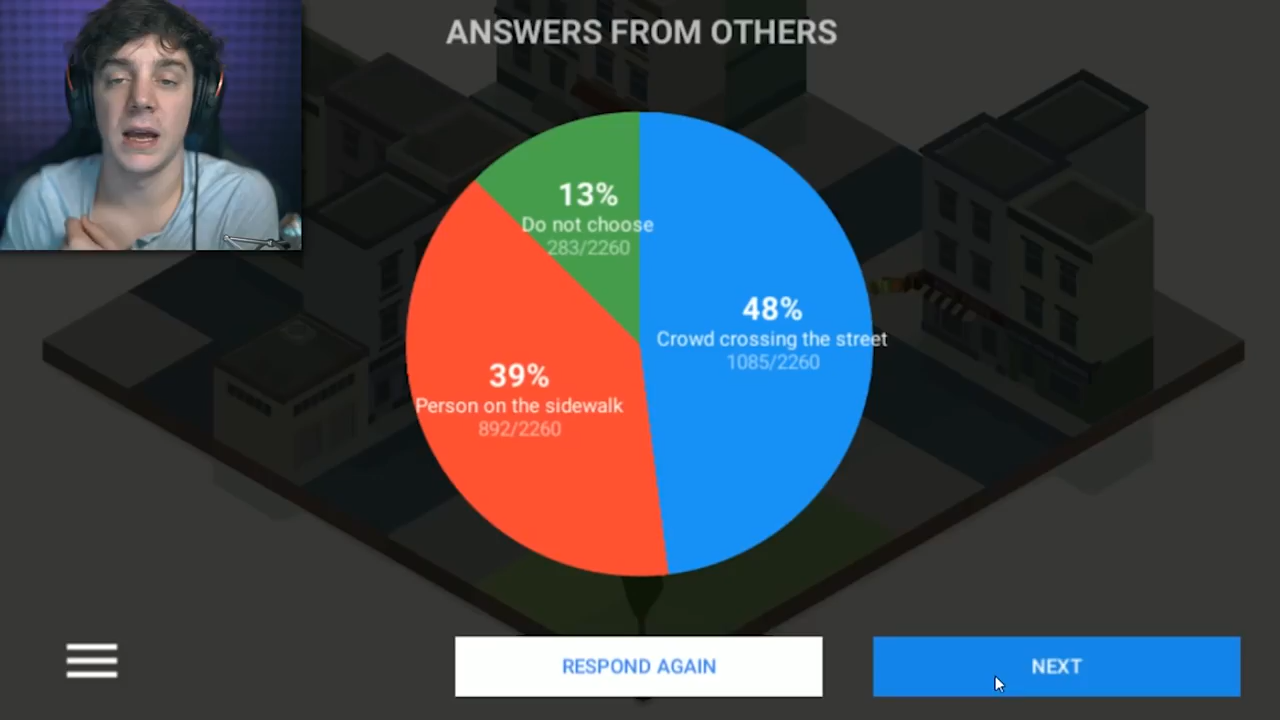 ANSWERS FROM OTHERS
13%
Do not choose
283/2260
48%
Crowd crossing the street
1085/2260
39%
Person on the sidewalk
892/2260
RESPOND AGAIN
NEXT